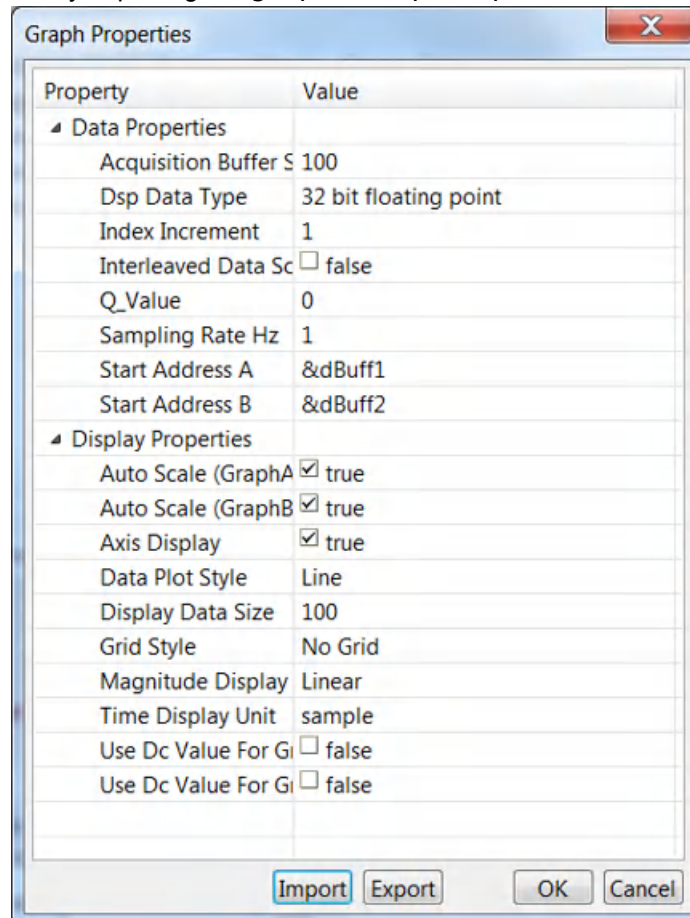 Graph Properties
X
Property Value
Data Properties
Acquisition Buffer S 100
Dsp Data Type 32 bit floating point
Index Increment 1
Interleaved Data Sc false
Q_Value 0
Sampling Rate Hz 1
Start Address A &dBuff1
Start Address B &dBuff2
Display Properties
Auto Scale (GraphA true
Auto Scale (GraphB true
Axis Display true
Data Plot Style Line
Display Data Size 100
Grid Style No Grid
Magnitude Display Linear
Time Display Unit sample
Use Dc Value For Gr false
Use Dc Value For Gr false
Import Export OK Cancel